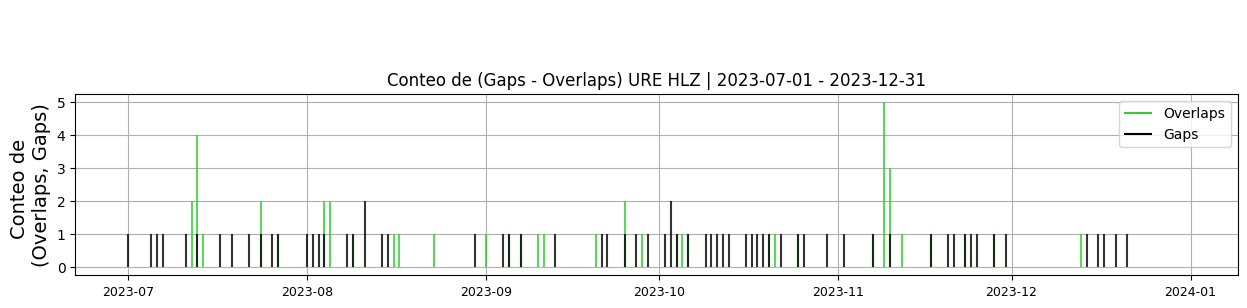 Conteo de (Gaps - Overlaps) URE HLZ | 2023-07-01 - 2023-12-31
Conteo de
(Overlaps, Gaps)
5
4
3
2
1
0
Overlaps
Gaps
2023-07
2023-08
2023-09
2023-10
2023-11
2023-12
2024-01